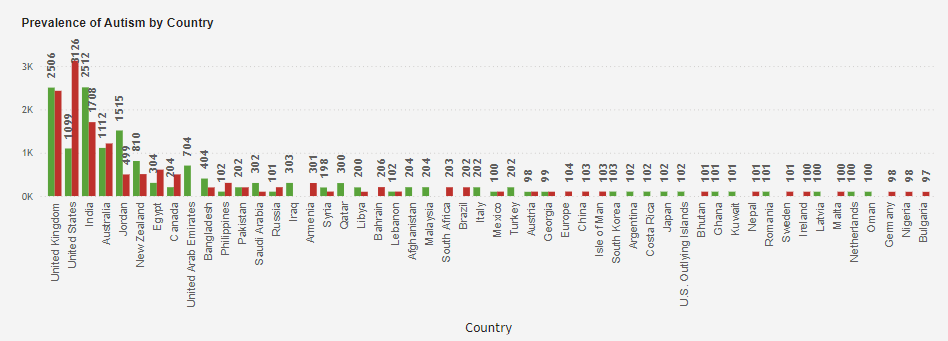 Prevalence of Autism by Country
3K
2K
1K
0K
2506
1099
3126
2512
1708
1112
1515
499
810
304
204
704
404
102
202
302
101
303
301
198
300
200
206
102
204
204
203
202
202
100
202
98
99
104
103
103
103
102
102
102
102
101
101
101
101
101
101
100
100
100
100
100
98
98
97
United Kingdom
United States
India
Australia
Jordan
New Zealand
Egypt
Canada
United Arab Emirates
Bangladesh
Philippines
Pakistan
Saudi Arabia
Russia
Iraq
Armenia
Syria
Qatar
Libya
Bahrain
Lebanon
Afghanistan
Malaysia
South Africa
Brazil
Italy
Mexico
Turkey
Austria
Georgia
Europe
China
Isle of Man
South Korea
Argentina
Costa Rica
Japan
U.S. Outlying Islands
Bhutan
Ghana
Kuwait
Nepal
Romania
Sweden
Ireland
Latvia
Malta
Netherlands
Oman
Germany
Nigeria
Bulgaria
Country